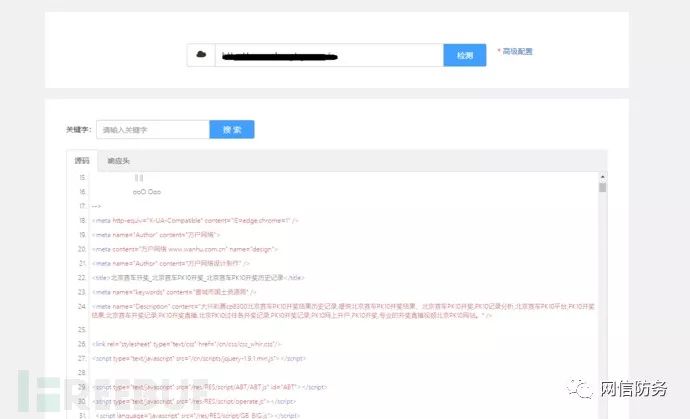 检测
* 高级配置
关键字：
请输入关键字
搜 索
源码
响应头
15.
16. ooO Ooo
17. -->
18. <meta http-equiv="X-UA-Compatible" content="IE=edge,chrome=1" />
19. <meta name="Author" content="万户网络">
20. <meta content="万户网络 www.wanhu.com.cn" name="design">
21. <meta name="Author" content="万户网络设计制作" />
22. <title>北京赛车开奖_北京赛车PK10开奖_北京赛车PK10开奖历史记录</title>
23. <meta name="keywords" content="晋城市国土资源局" />
24. <meta name="Description" content="大中彩票cp8300北京赛车PK10开奖结果历史记录,提供北京赛车PK10开奖结果、北京赛车PK10开奖,PK10记录分析,北京赛车PK10平台,PK10开奖
结果,北京赛车开奖记录,PK10开奖直播,北京PK10过往各开奖记录,PK10开奖记录,PK10网上开户,PK10开奖,专业的开奖直播视频北京PK10网站。" />
25.
26. <link rel="stylesheet" type="text/css" href="/cn/css/css_whir.css"/>
27. <script type="text/javascript" src="/cn/scripts/jquery-1.9.1.min.js"></script>
28.
29. <script type="text/javascript" src="/res/RES/script/ABT/ABT.js" id="ABT"></script>
30. <script type="text/javascript" src="/res/RES/script/operate.js"></script>
31. <script language="javascript" src="/res/RES/script/GB_BIG.js"></script>
REEBUF
网信防务